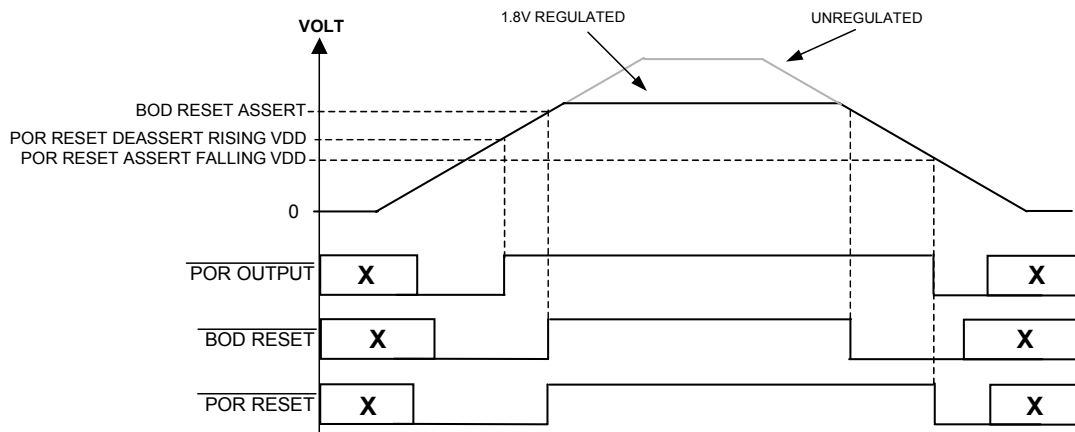 VOLT
1.8V REGULATED
UNREGULATED
BOD RESET ASSERT
POR RESET DEASSERT RISING VDD
POR RESET ASSERT FALLING VDD
0
POR OUTPUT
X
X
BOD RESET
X
X
POR RESET
X
X